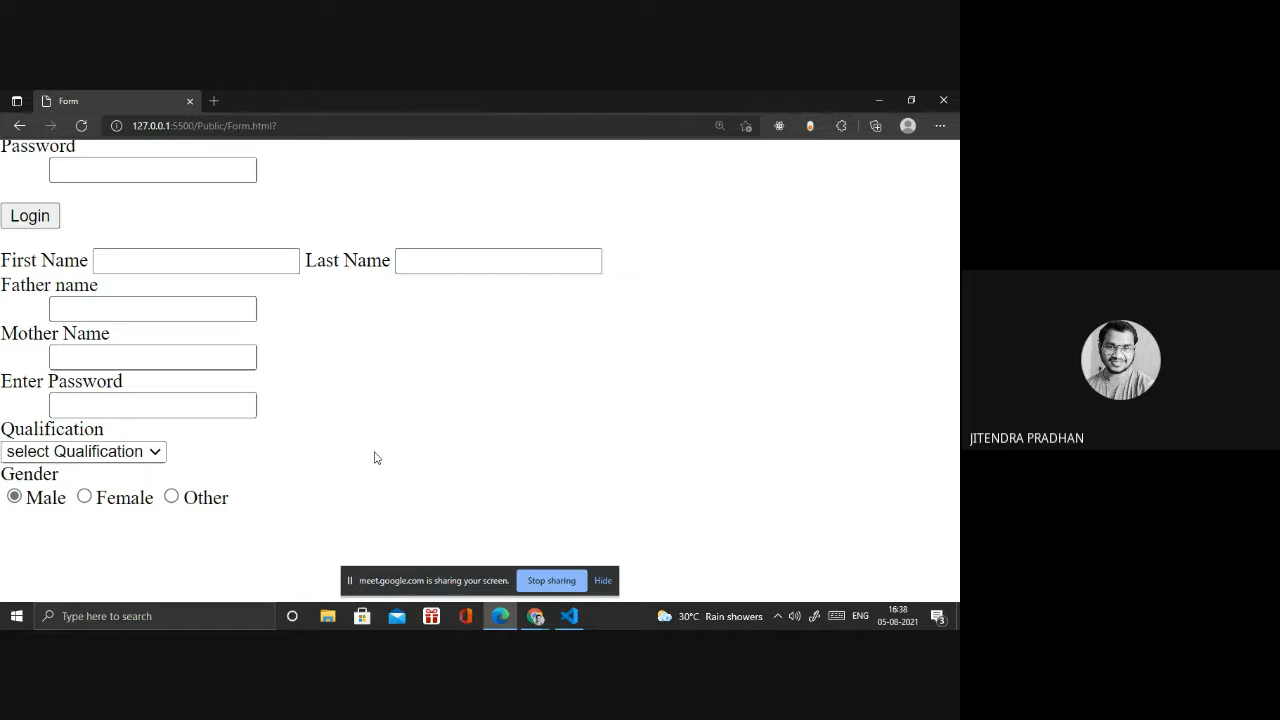 Form
127.0.0.1:5500/Public/Form.html?
Password
Login
First Name
Last Name
Father name
Mother Name
Enter Password
Qualification
select Qualification
Gender
Male Female Other
JITENDRA PRADHAN
meet.google.com is sharing your screen. Stop sharing Hide
Type here to search
30°C Rain showers
ENG
16:38
05-08-2021
3